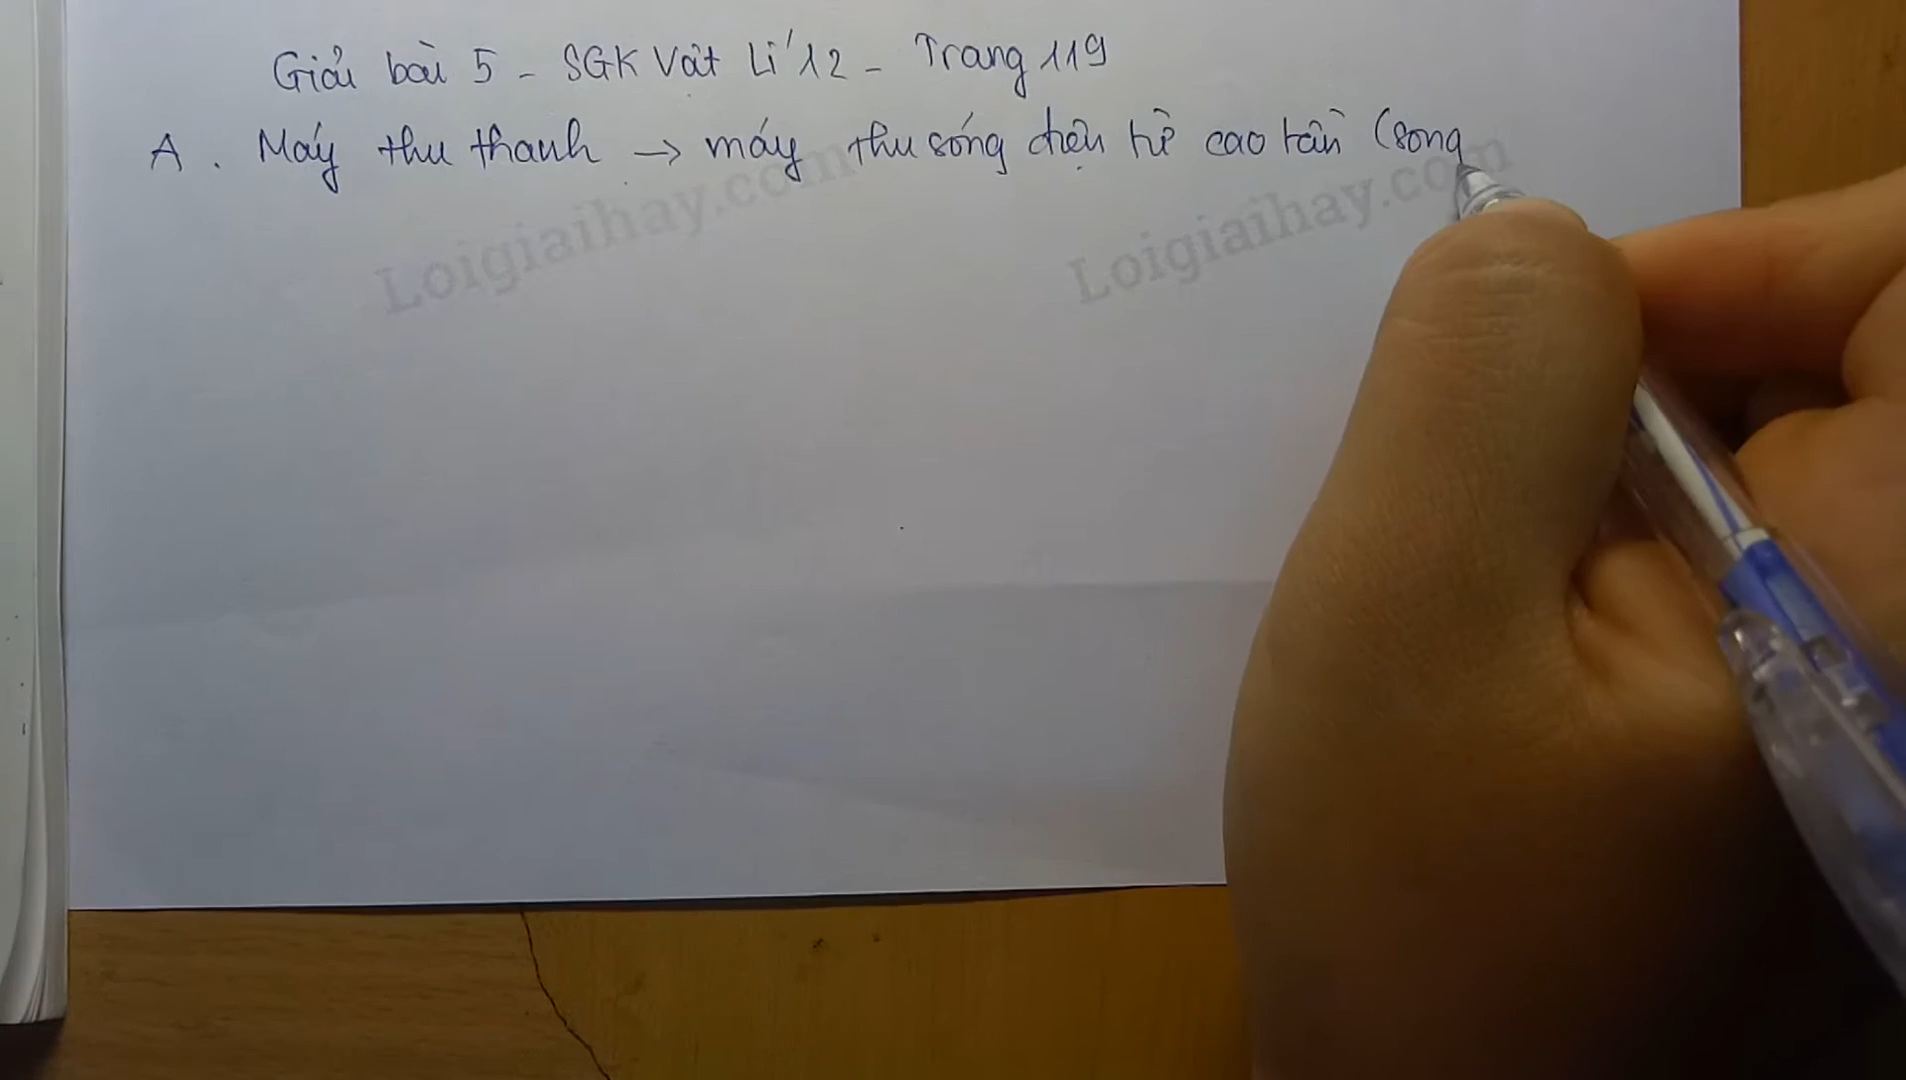 Giải bài 5 - SGK Vật Lí 12 - Trang 119
A. Máy thu thanh → máy thu sóng điện từ cao tần (song
Loigiaihay.com
Loigiaihay.com